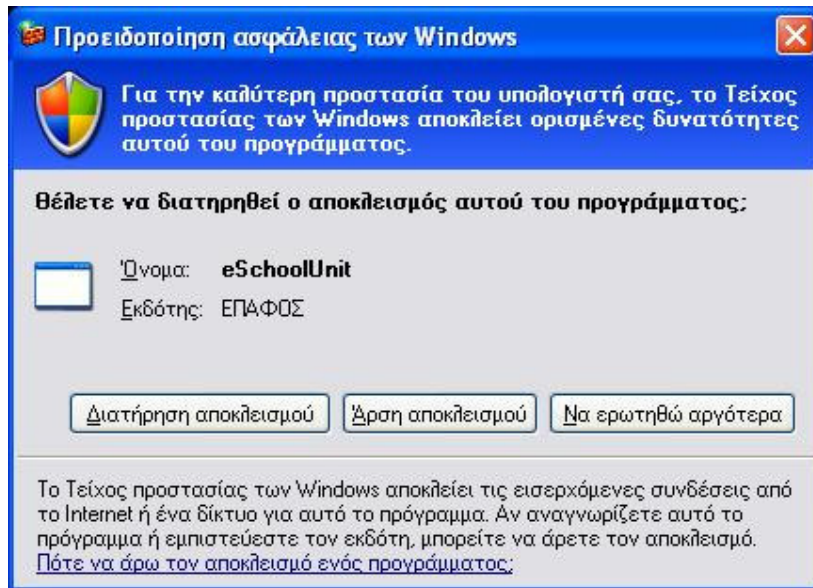 Προειδοποίηση ασφάλειας των Windows
Για την καλύτερη προστασία του υπολογιστή σας, το Τείχος
προστασίας των Windows αποκλείει ορισμένες δυνατότητες
αυτού του προγράμματος.
Θέλετε να διατηρηθεί ο αποκλεισμός αυτού του προγράμματος;
Όνομα: eSchoolUnit
Εκδότης: ΕΠΑΦΟΣ
Διατήρηση αποκλεισμού Άρση αποκλεισμού Να ερωτηθώ αργότερα
Το Τείχος προστασίας των Windows αποκλείει τις εισερχόμενες συνδέσεις από
το Internet ή ένα δίκτυο για αυτό το πρόγραμμα. Αν αναγνωρίζετε αυτό το
πρόγραμμα ή εμπιστεύεστε τον εκδότη, μπορείτε να άρετε τον αποκλεισμό.
Πότε να άρω τον αποκλεισμό ενός προγράμματος;